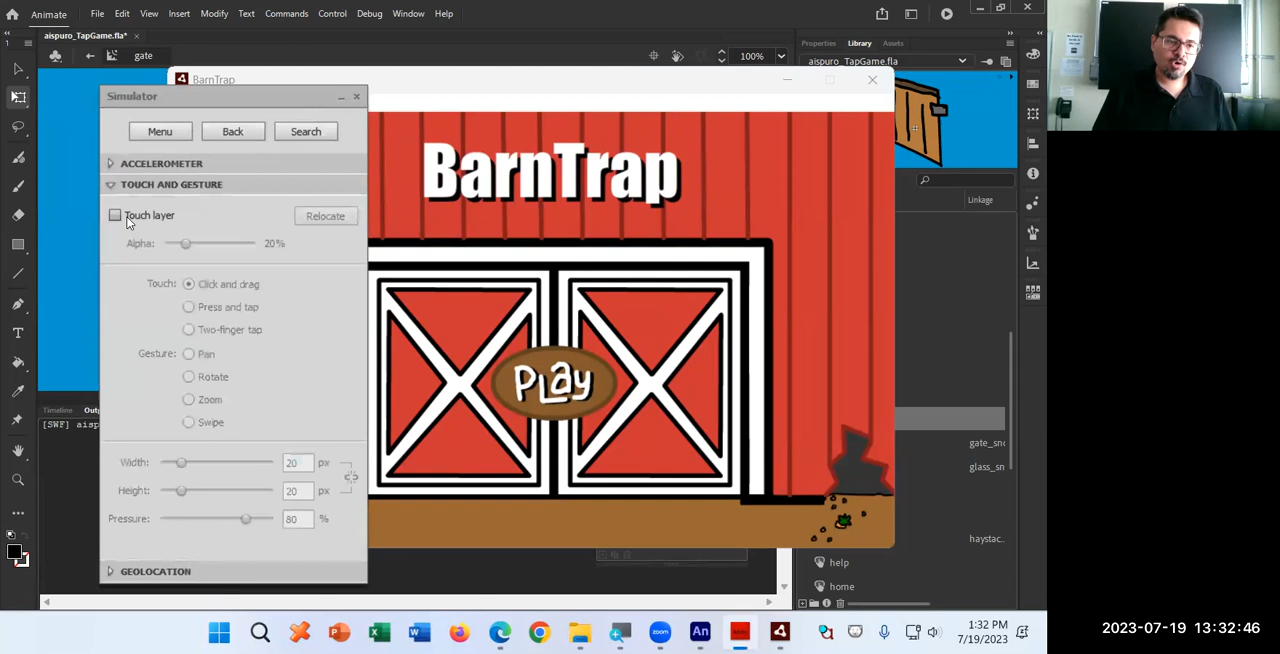 Animate File Edit View Insert Modify Text Commands Control Debug Window Help
aispuro_TapGame.fla*
gate 100%
Properties Library Assets
aispuro_TapGame.fla
BarnTrap
Simulator
Menu Back Search
ACCELEROMETER
TOUCH AND GESTURE
Touch layer Relocate
Alpha: 20%
Touch: Click and drag
Press and tap
Two-finger tap
Gesture: Pan
Rotate
Zoom
Swipe
Width: 20 px
Height: 20 px
Pressure: 80 %
GEOLOCATION
BarnTrap
Play
Linkage
Timeline Outp
[SWF] aisp
gate_sno
glass_sn
haystac..
help
home
1:32 PM
7/19/2023
2023-07-19 13:32:46